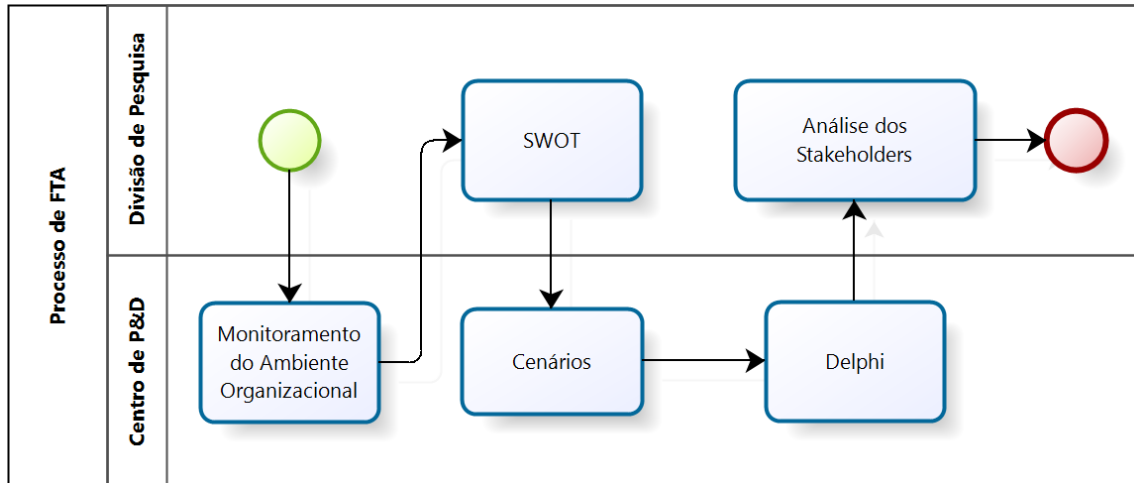 Processo de FTA
Divisão de Pesquisa
SWOT
Análise dos
Stakeholders
Centro de P&D
Monitoramento
do Ambiente
Organizacional
Cenários
Delphi